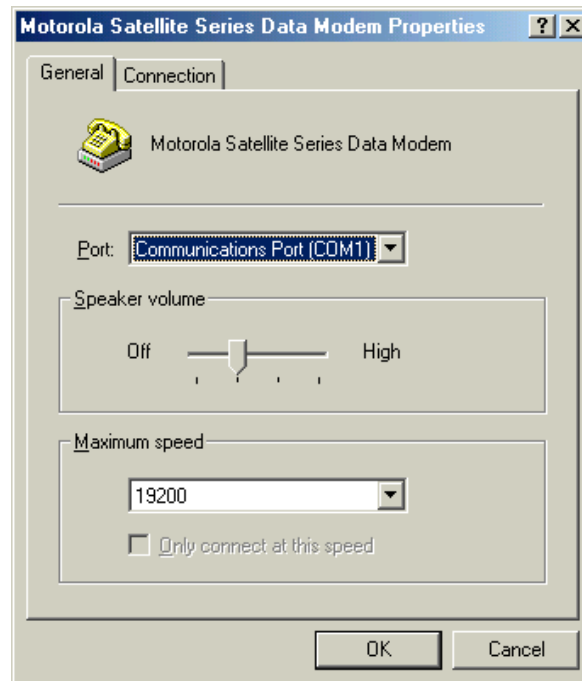 Motorola Satellite Series Data Modem Properties ? X
General Connection
Motorola Satellite Series Data Modem
Port: Communications Port (COM1)
Speaker volume
Off High
Maximum speed
19200
Only connect at this speed
OK Cancel